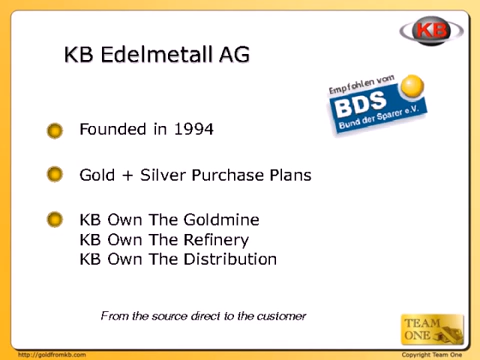 KB
KB Edelmetall AG
Empfohlen vom
BDS
Bund der Sparer e.V.
Founded in 1994
Gold + Silver Purchase Plans
KB Own The Goldmine
KB Own The Refinery
KB Own The Distribution
From the source direct to the customer
TEAM
ONE
http://goldfromkb.com
Copyright Team One